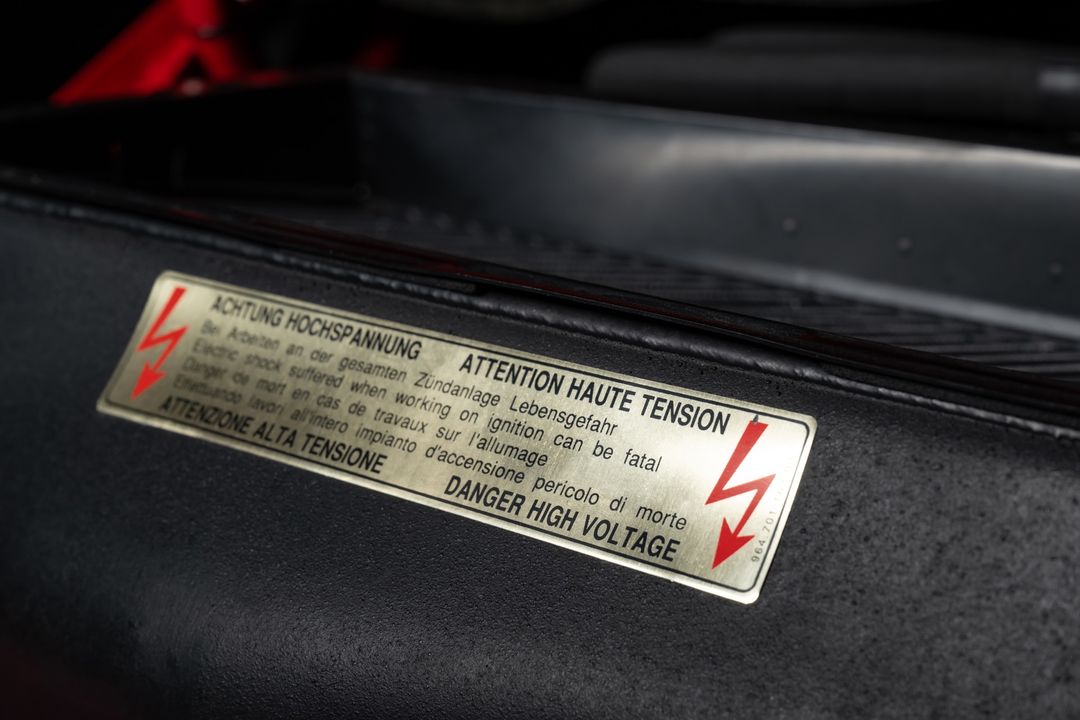 ACHTUNG HOCHSPANNUNG ATTENTION HAUTE TENSION
Bei Arbeiten an der gesamten Zündanlage Lebensgefahr
Electric shock suffered when working on ignition can be fatal
Danger de mort en cas de travaux sur l'allumage
Effettuando lavori all'intero impianto d'accensione pericolo di morte
ATTENZIONE ALTA TENSIONE DANGER HIGH VOLTAGE
964.701.